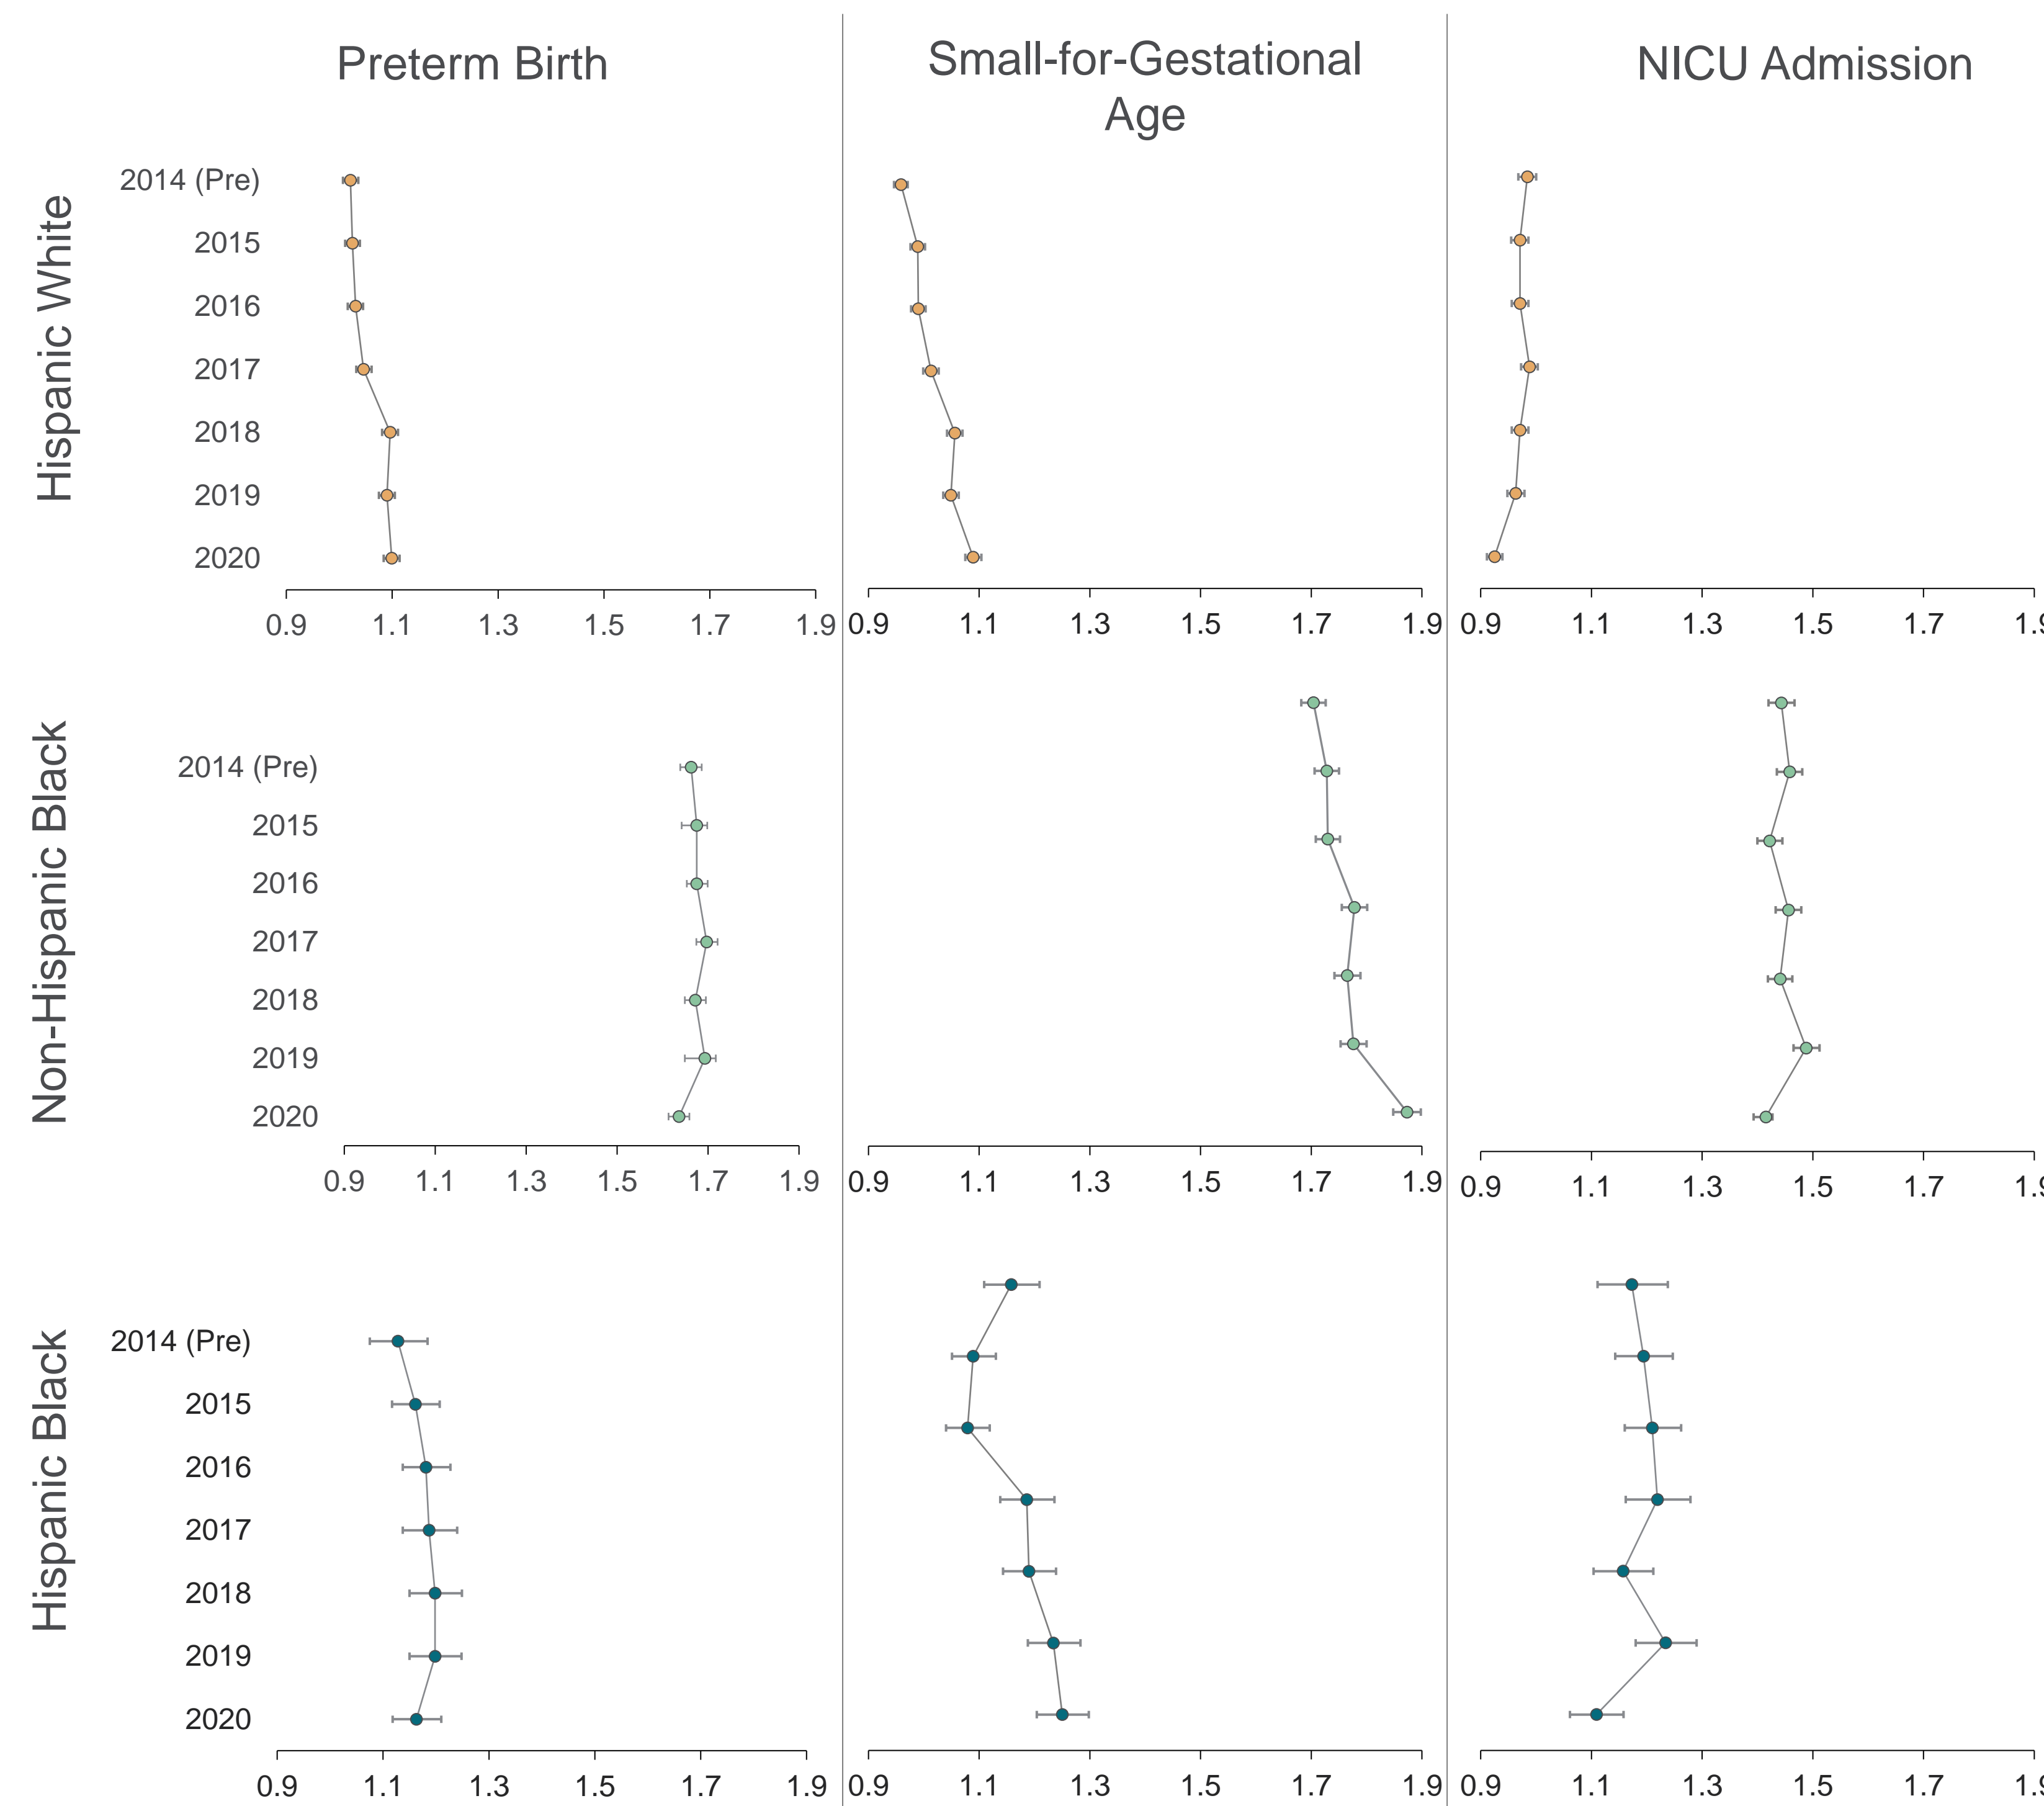 Preterm Birth
Small-for-Gestational
Age
NICU Admission
Hispanic White
2014 (Pre)
2015
2016
2017
2018
2019
2020
0.9 1.1 1.3 1.5 1.7 1.9
0.9 1.1 1.3 1.5 1.7 1.9
0.9 1.1 1.3 1.5 1.7 1.9
Non-Hispanic Black
2014 (Pre)
2015
2016
2017
2018
2019
2020
0.9 1.1 1.3 1.5 1.7 1.9
0.9 1.1 1.3 1.5 1.7 1.9
0.9 1.1 1.3 1.5 1.7 1.9
Hispanic Black
2014 (Pre)
2015
2016
2017
2018
2019
2020
0.9 1.1 1.3 1.5 1.7 1.9
0.9 1.1 1.3 1.5 1.7 1.9
0.9 1.1 1.3 1.5 1.7 1.9